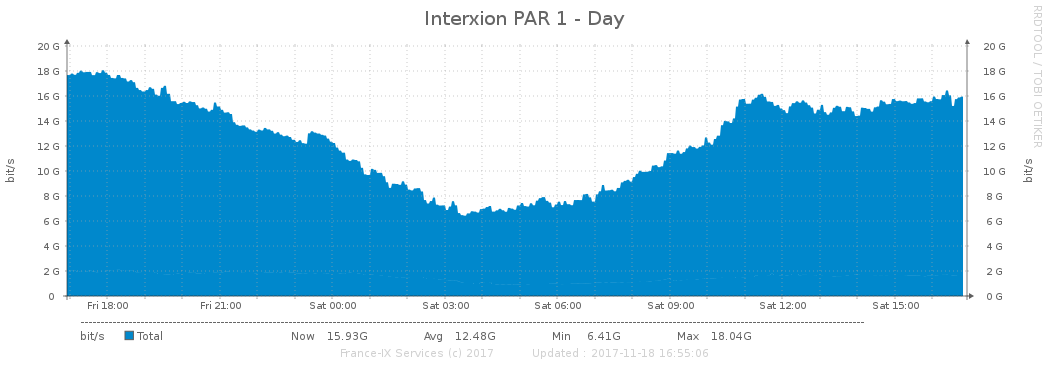 Interxion PAR 1 - Day
RRDTOOL / TOBI OETIKER
bit/s
20 G 20 G
18 G 18 G
16 G 16 G
14 G 14 G
12 G 12 G
10 G 10 G
8 G 8 G
6 G 6 G
4 G 4 G
2 G 2 G
0 0 G
bit/s
Fri 18:00 Fri 21:00 Sat 00:00 Sat 03:00 Sat 06:00 Sat 09:00 Sat 12:00 Sat 15:00
bit/s Total Now 15.93G Avg 12.48G Min 6.41G Max 18.04G
France-IX Services (c) 2017 Updated : 2017-11-18 16:55:06